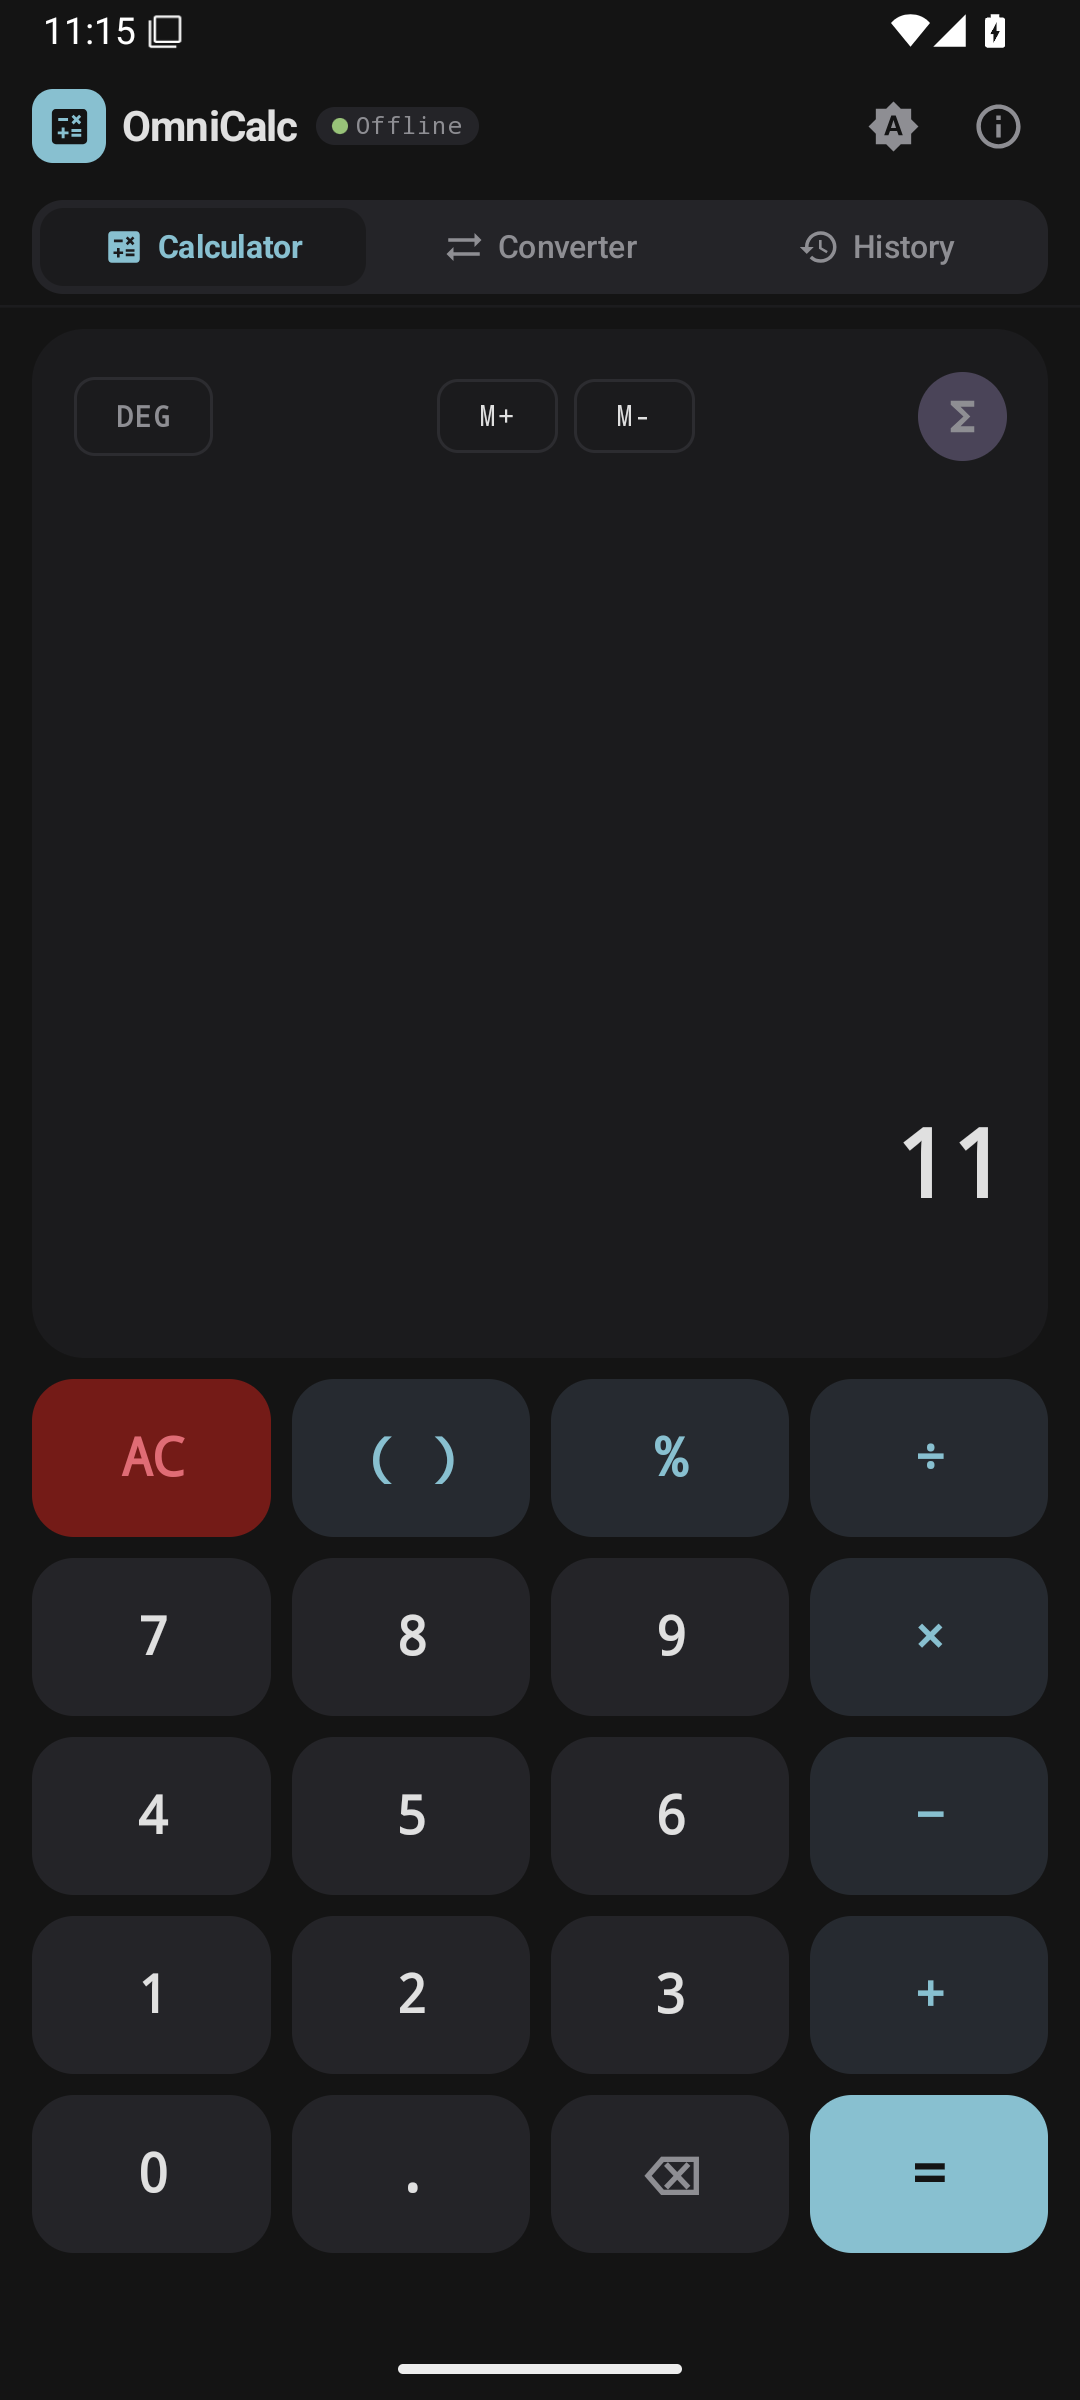 11:15
OmniCalc Offline A
Calculator Converter History
DEG M+ M- Σ
11
AC ( ) % ÷
7 8 9 ×
4 5 6 −
1 2 3 +
0 . =